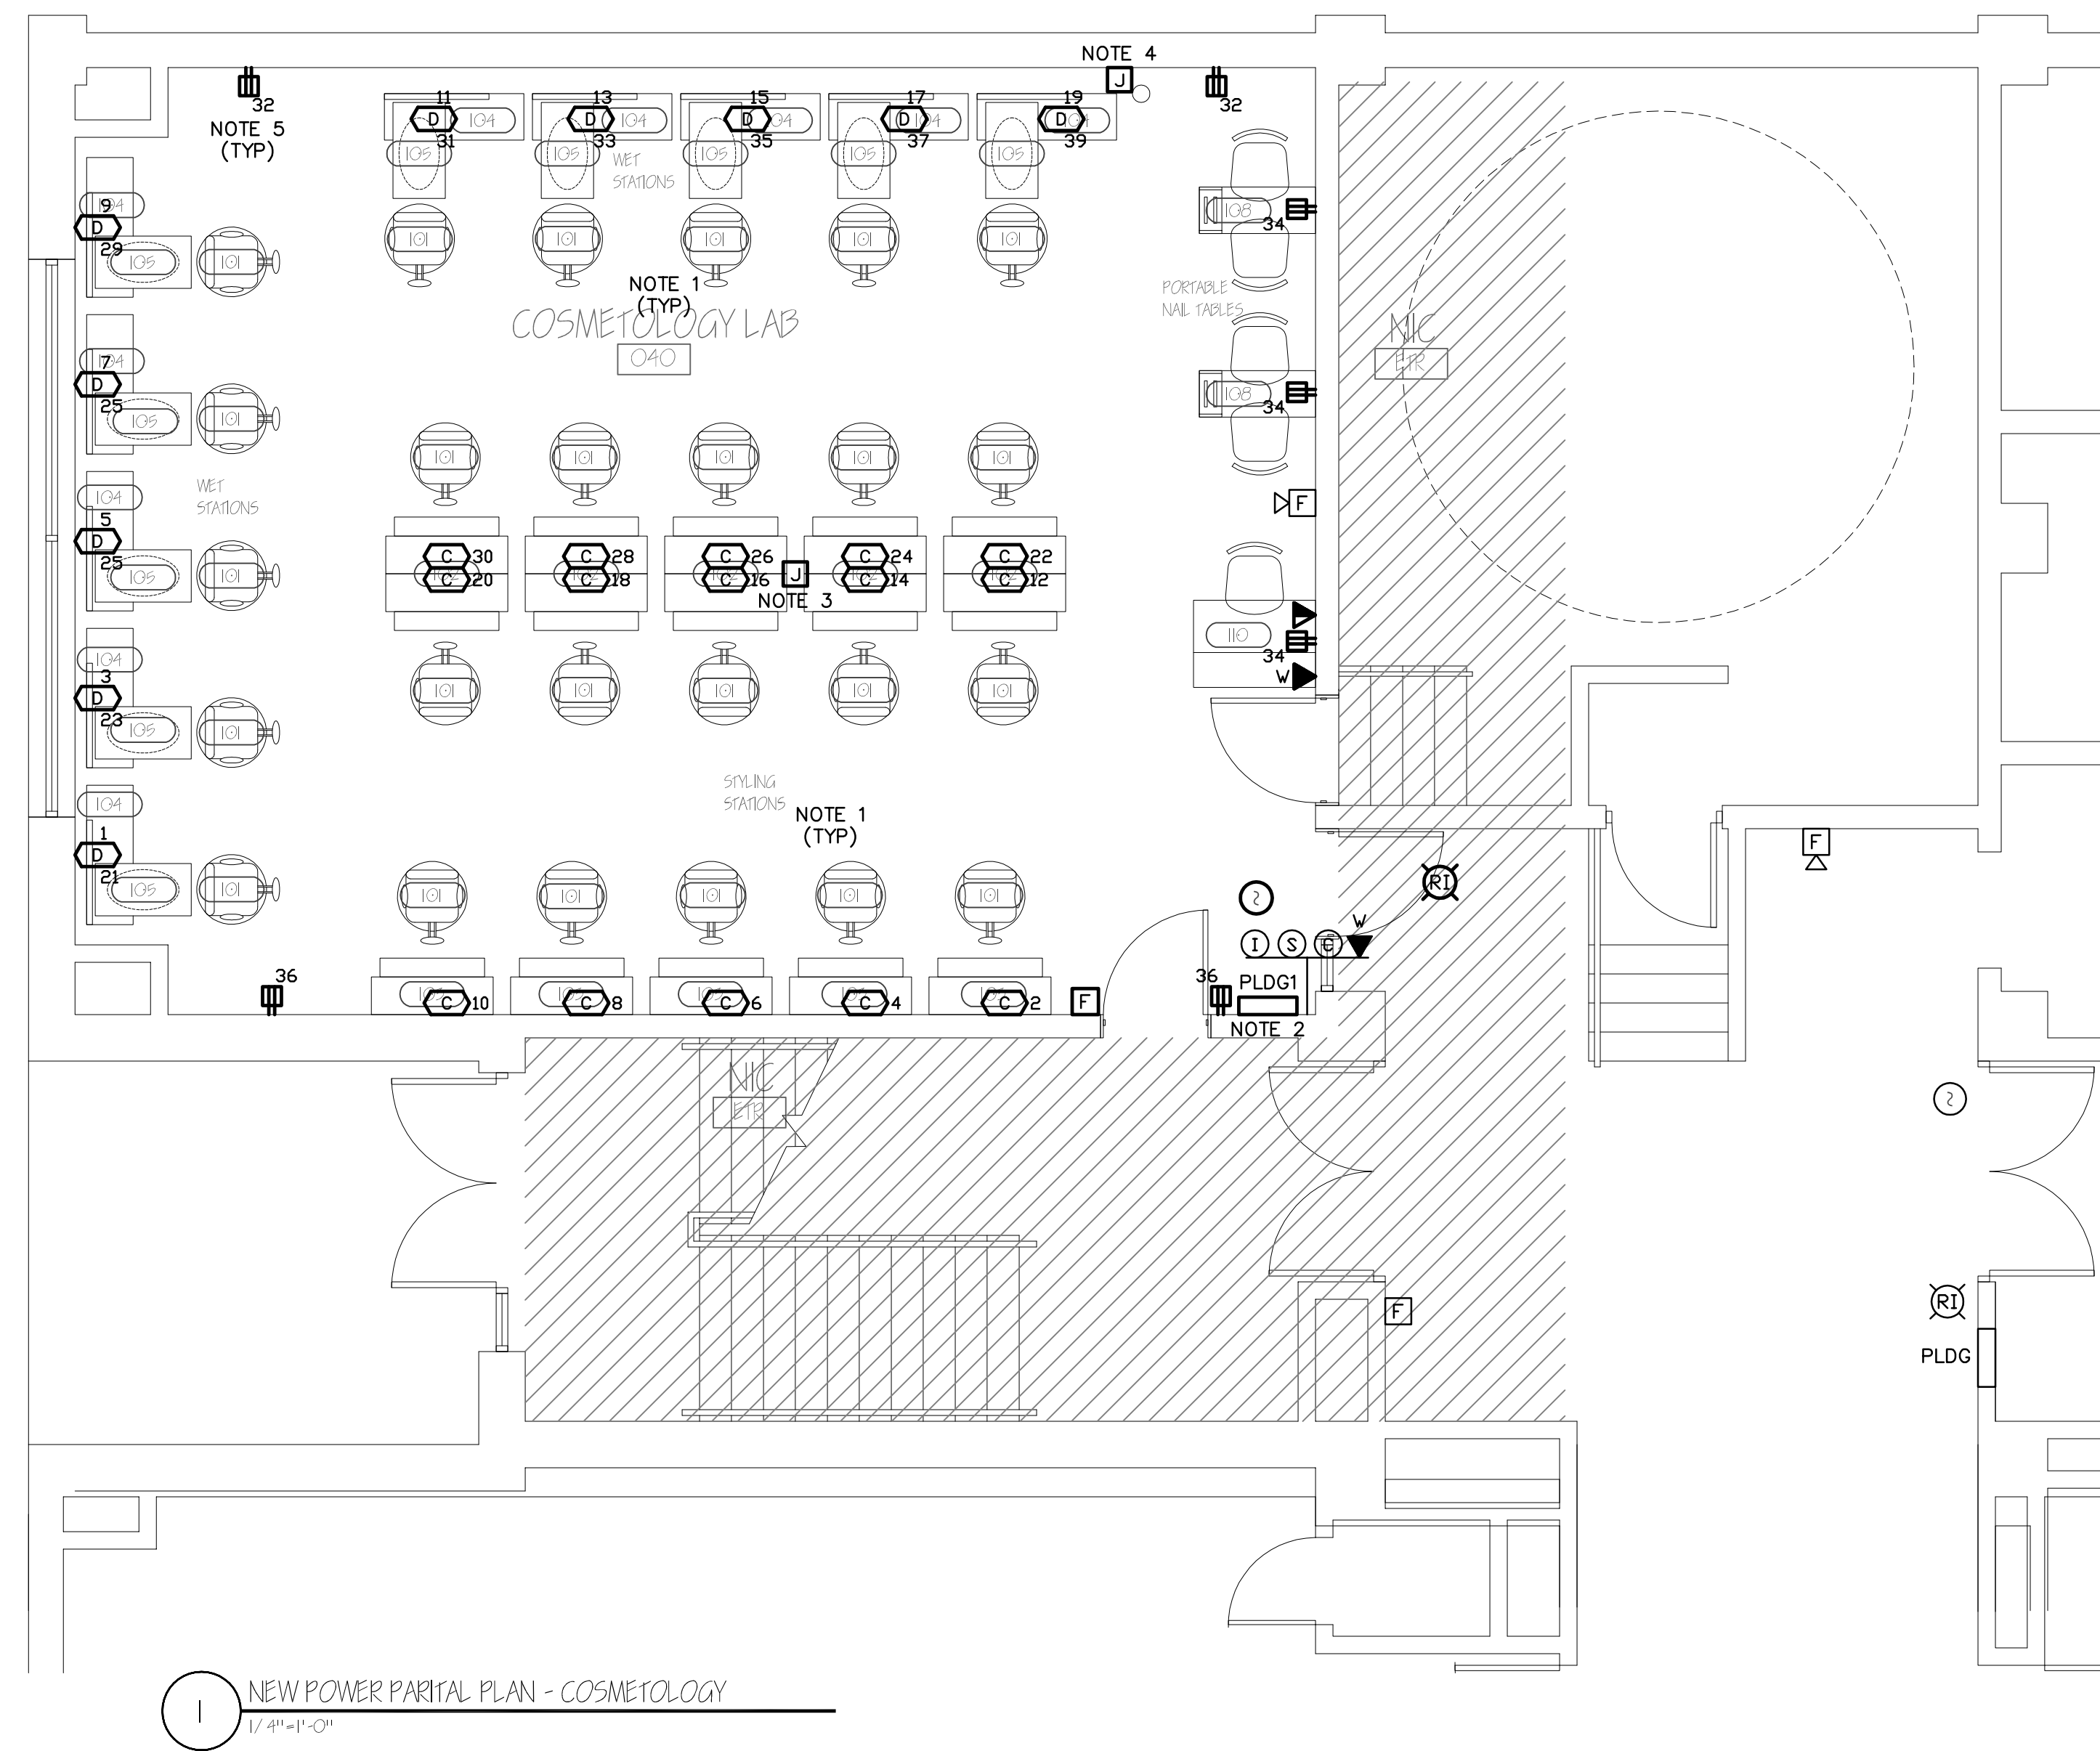 NOTE 4
J
32
NOTE 5
(TYP)
32
11
D
104
31
105
13
D
104
33
105
15
D
104
35
105
17
D
104
37
105
19
D
104
39
105
WET
STATIONS
101
101
101
101
101
108
34
9
104
D
29
105
101
NOTE 1
(TYP)
COSMETOLOGY LAB
040
PORTABLE
NAIL TABLES
NIC
ETR
7
104
D
25
105
101
108
34
WET
STATIONS
101
101
101
101
101
104
5
D
25
105
101
F
C 30
C 20
C 28
C 18
C 26
C 16
J
NOTE 3
C 24
C 14
C 22
C 12
110
34
W
104
3
D
23
105
101
101
101
101
101
101
STYLING
STATIONS
NOTE 1
(TYP)
104
1
D
21
105
101
101
101
101
101
101
RI
F
W
I S C
36
C 10
C 8
C 6
C 4
C 2
F
36
PLDG1
NOTE 2
NIC
ETR
F
RI
PLDG
1
NEW POWER PARITAL PLAN - COSMETOLOGY
1/4"=1'-0"